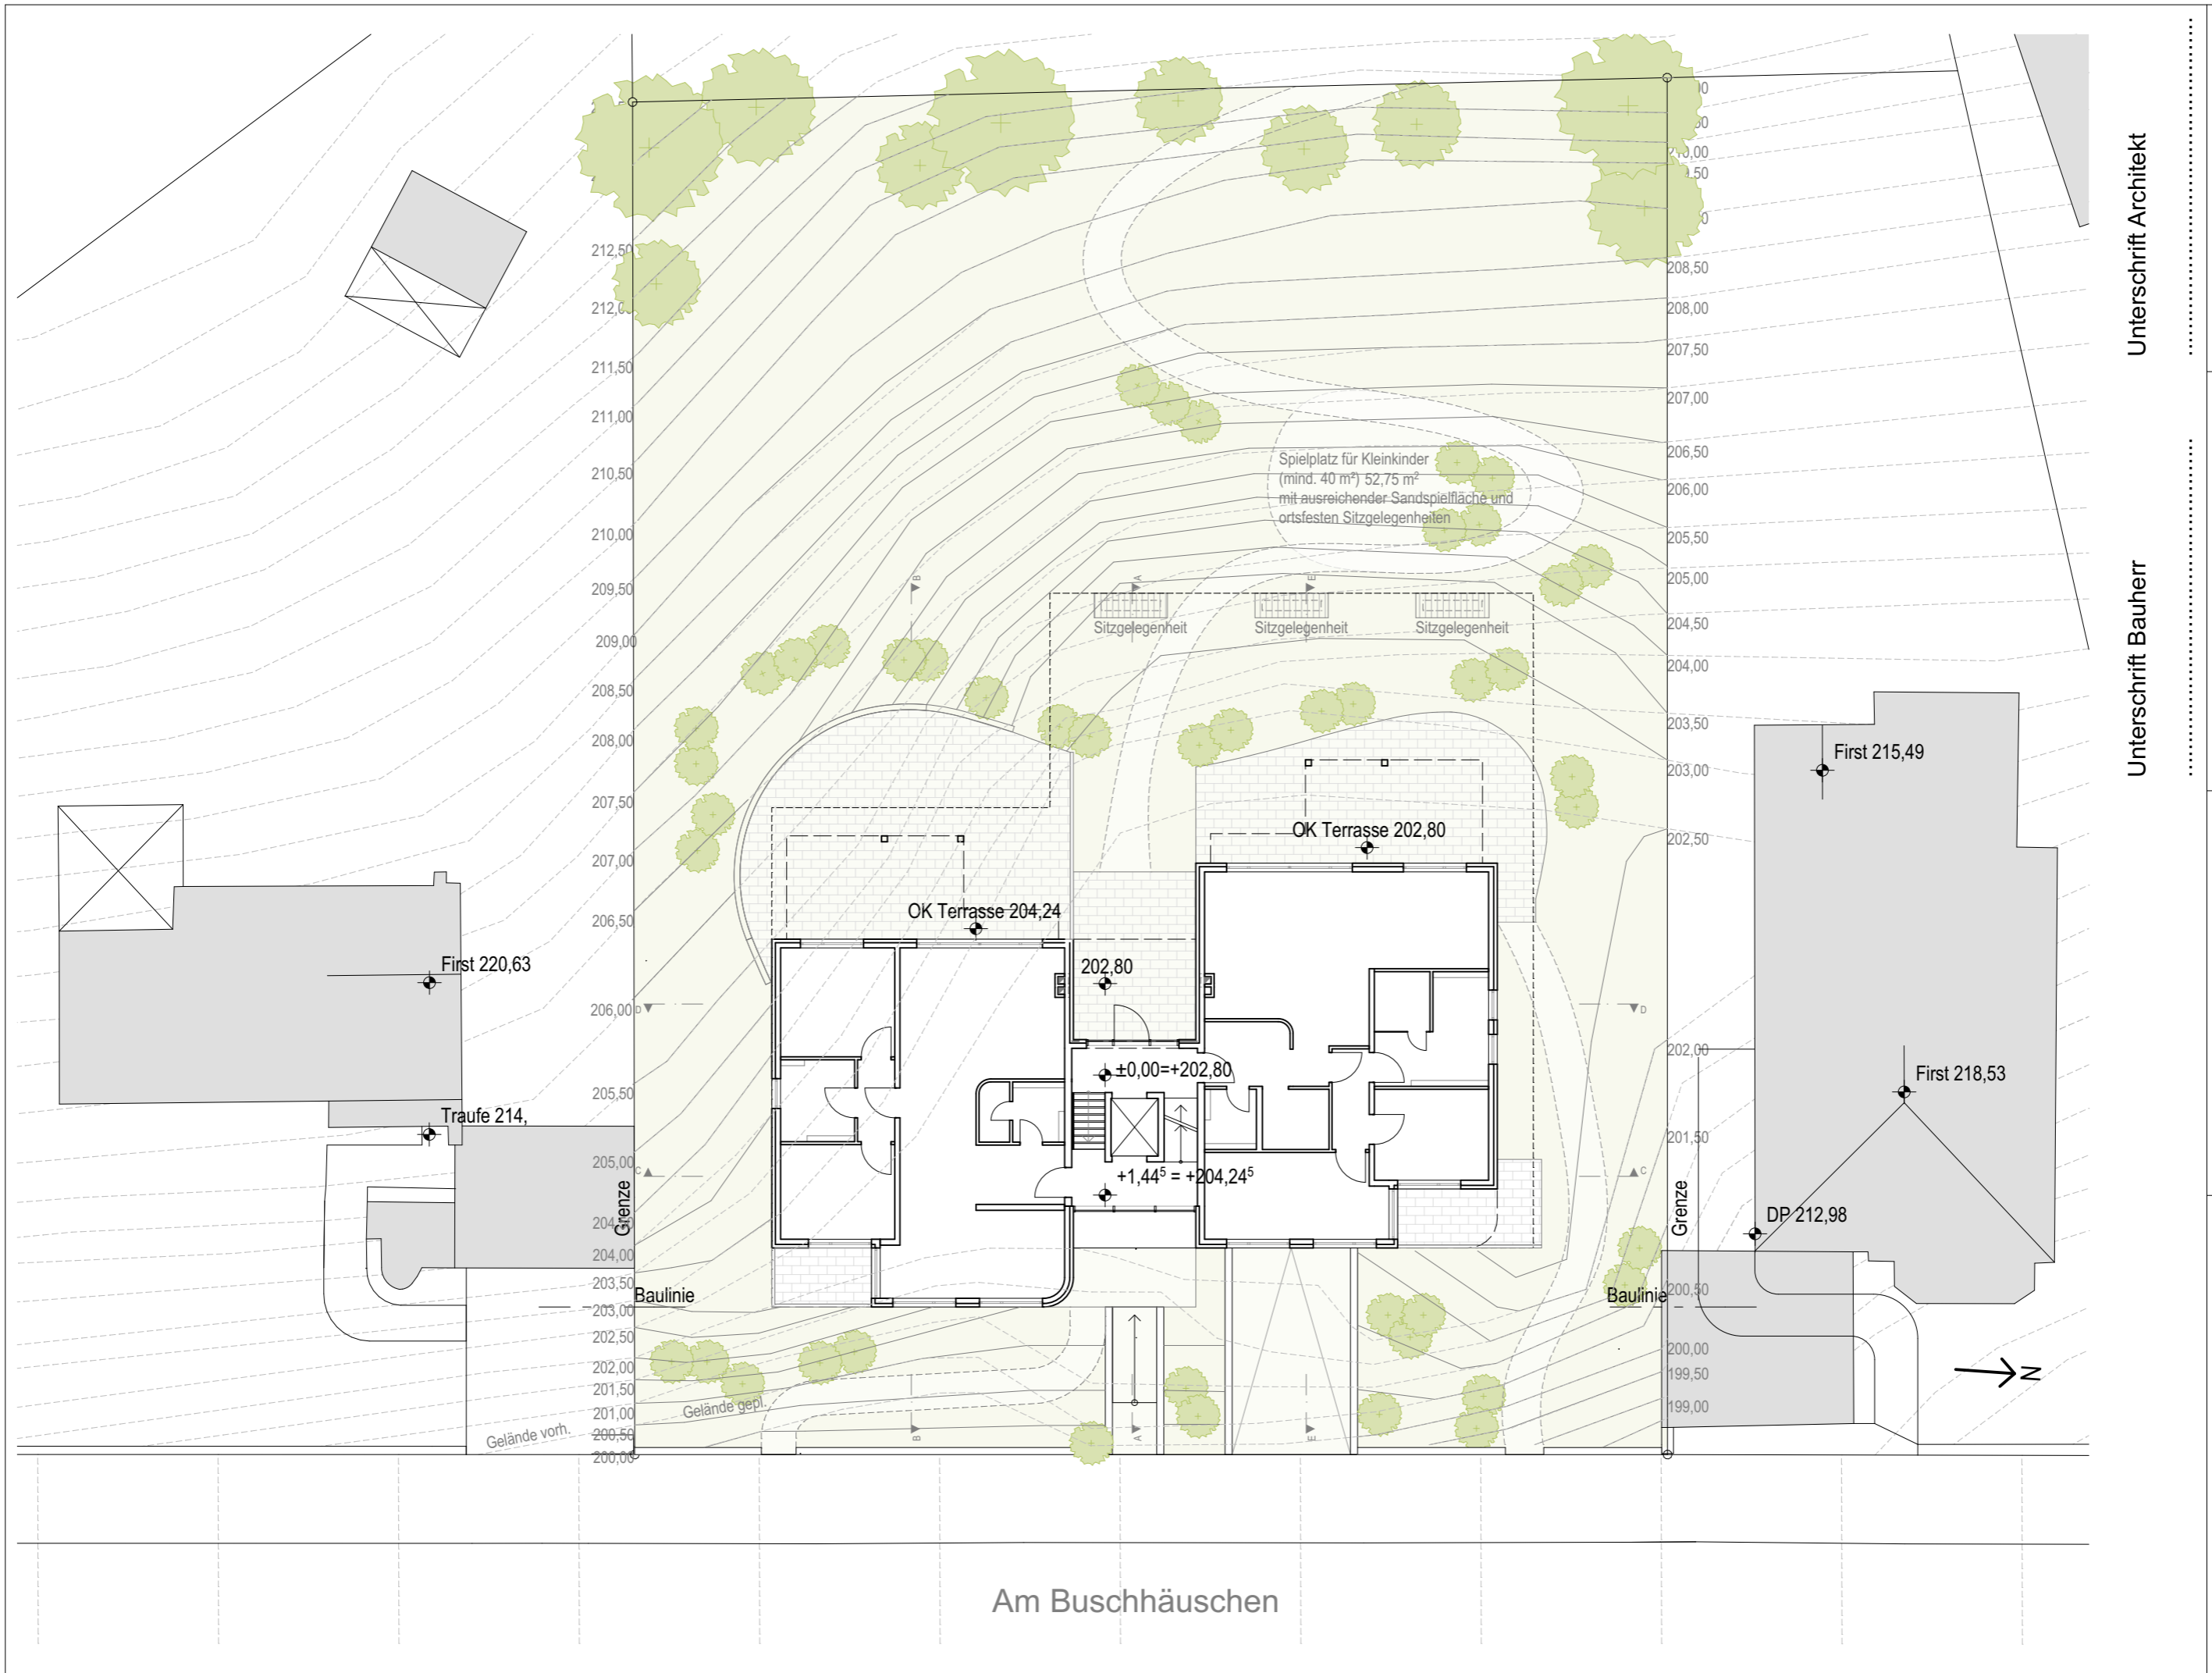 212,50
211,50
211,00
210,50
210,00
209,50
209,00
208,50
208,00
207,50
207,00
206,50
206,00
205,50
205,00
204,00
203,50
203,00
202,50
202,00
201,50
201,00
200,50
200,00
208,50
208,00
207,50
207,00
206,50
206,00
205,50
205,00
204,50
204,00
203,50
203,00
202,50
202,00
201,50
200,50
200,00
199,50
199,00
Spielplatz für Kleinkinder
(mind. 40 m²) 52,75 m²
mit ausreichender Sandspielfläche und
ortsfesten Sitzgelegenheiten
B
A
E
Sitzgelegenheit
Sitzgelegenheit
Sitzgelegenheit
First 215,49
OK Terrasse 202,80
OK Terrasse 204,24
First 220,63
202,80
D
D
±0,00=+202,80
First 218,53
Traufe 214,
C
C
+1,44⁵ = +204,24⁵
Grenze
Grenze
DP 212,98
Baulinie
Baulinie
Gelände gepl.
Gelände vorh.
B
A
E
N
Am Buschhäuschen
Unterschrift Architekt
Unterschrift Bauherr